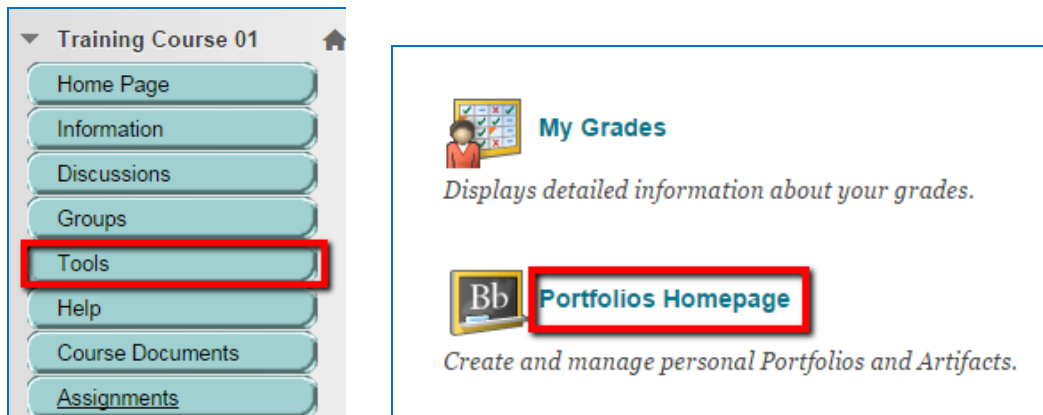 Training Course 01
Home Page
Information
Discussions
Groups
Tools
Help
Course Documents
Assignments
My Grades
Displays detailed information about your grades.
Bb
Portfolios Homepage
Create and manage personal Portfolios and Artifacts.